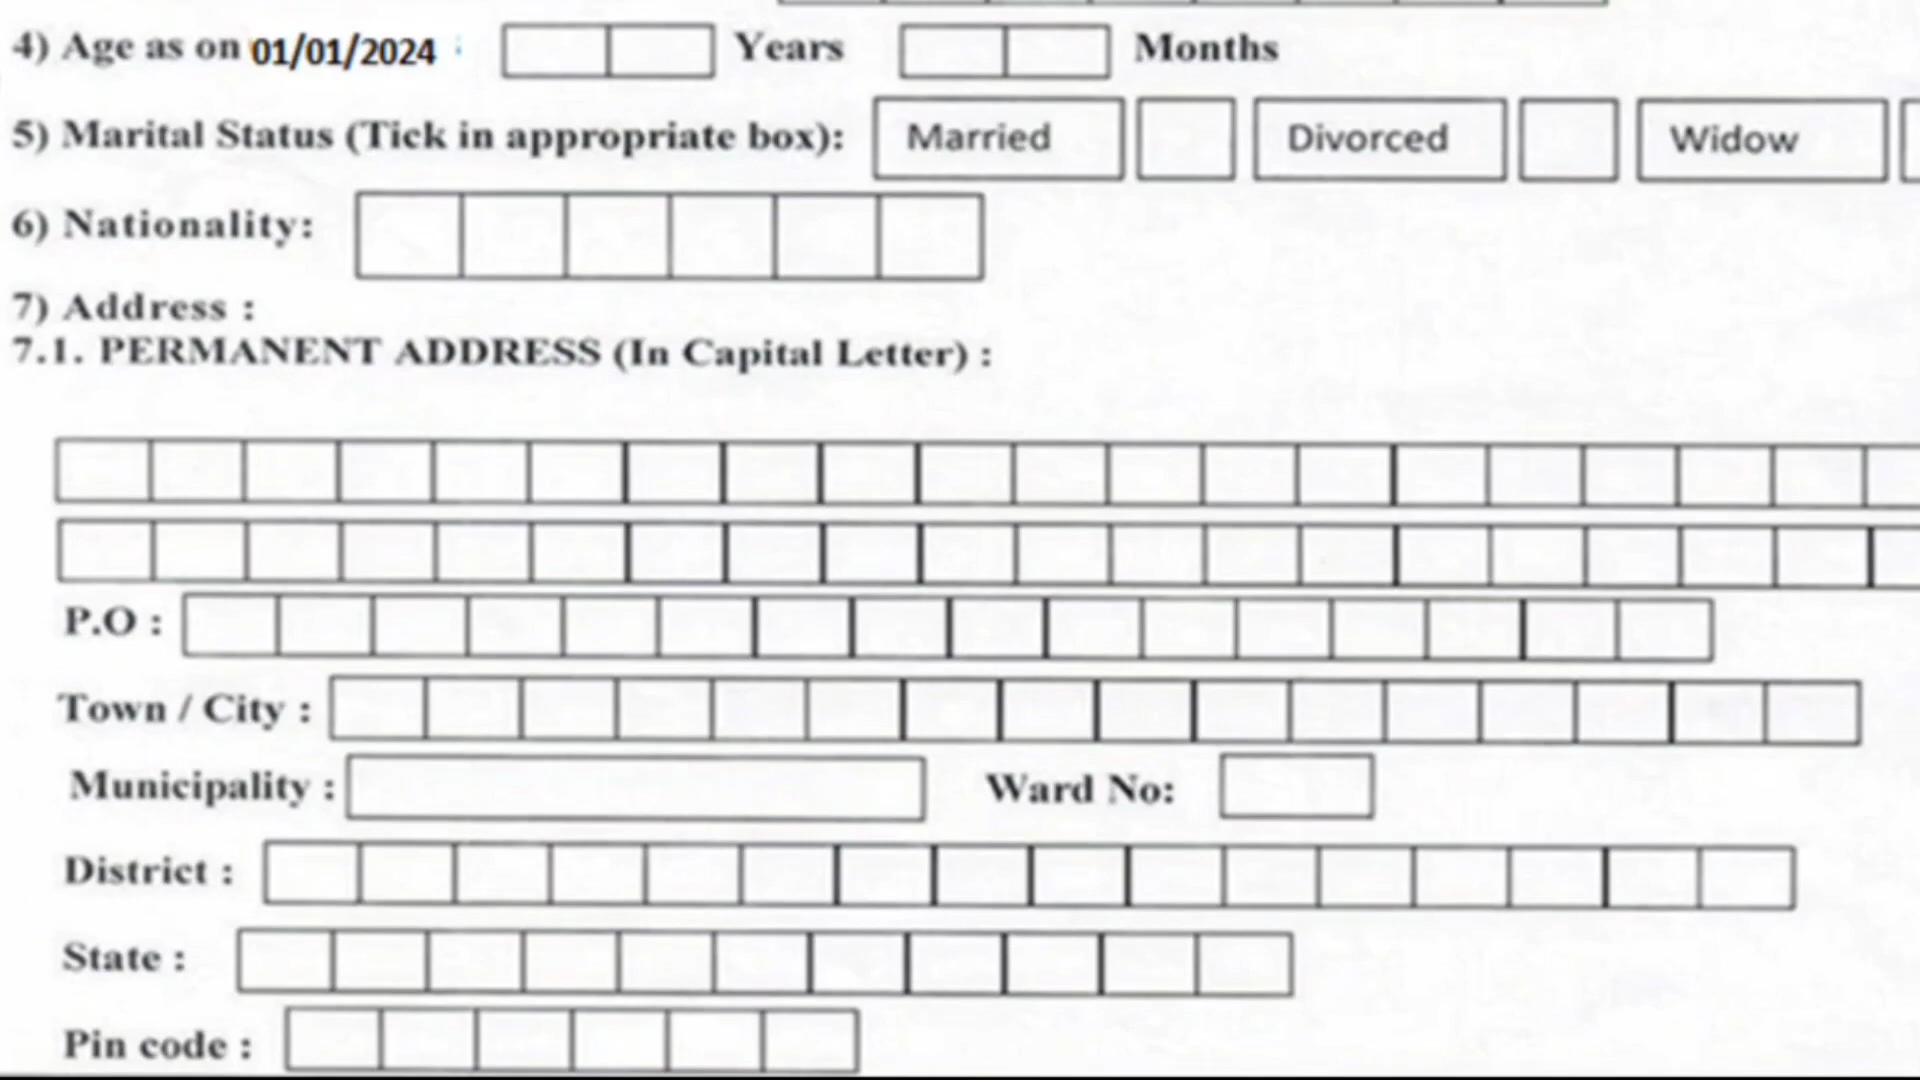 4) Age as on 01/01/2024 : Years Months
5) Marital Status (Tick in appropriate box): Married Divorced Widow
6) Nationality:
7) Address :
7.1. PERMANENT ADDRESS (In Capital Letter) :
P.O :
Town / City :
Municipality : Ward No:
District :
State :
Pin code :